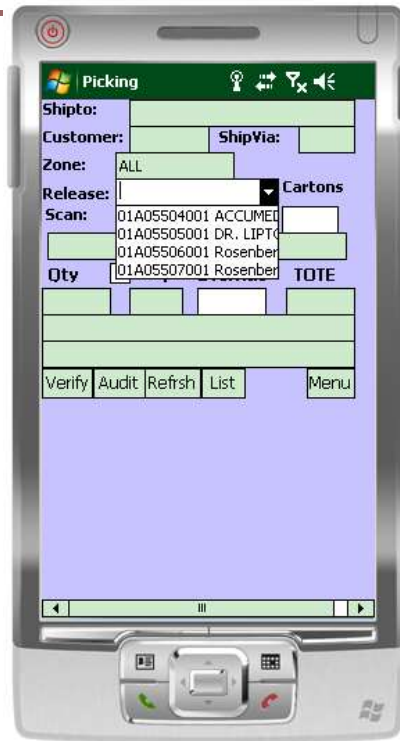 Picking
Shipto:
Customer: ShipVia:
Zone: ALL
Release: Cartons
Scan:
01A05504001 ACCUMED
01A05505001 DR. LIPTO
01A05506001 Rosenber
01A05507001 Rosenber
Qty TOTE
Verify Audit Refrsh List Menu